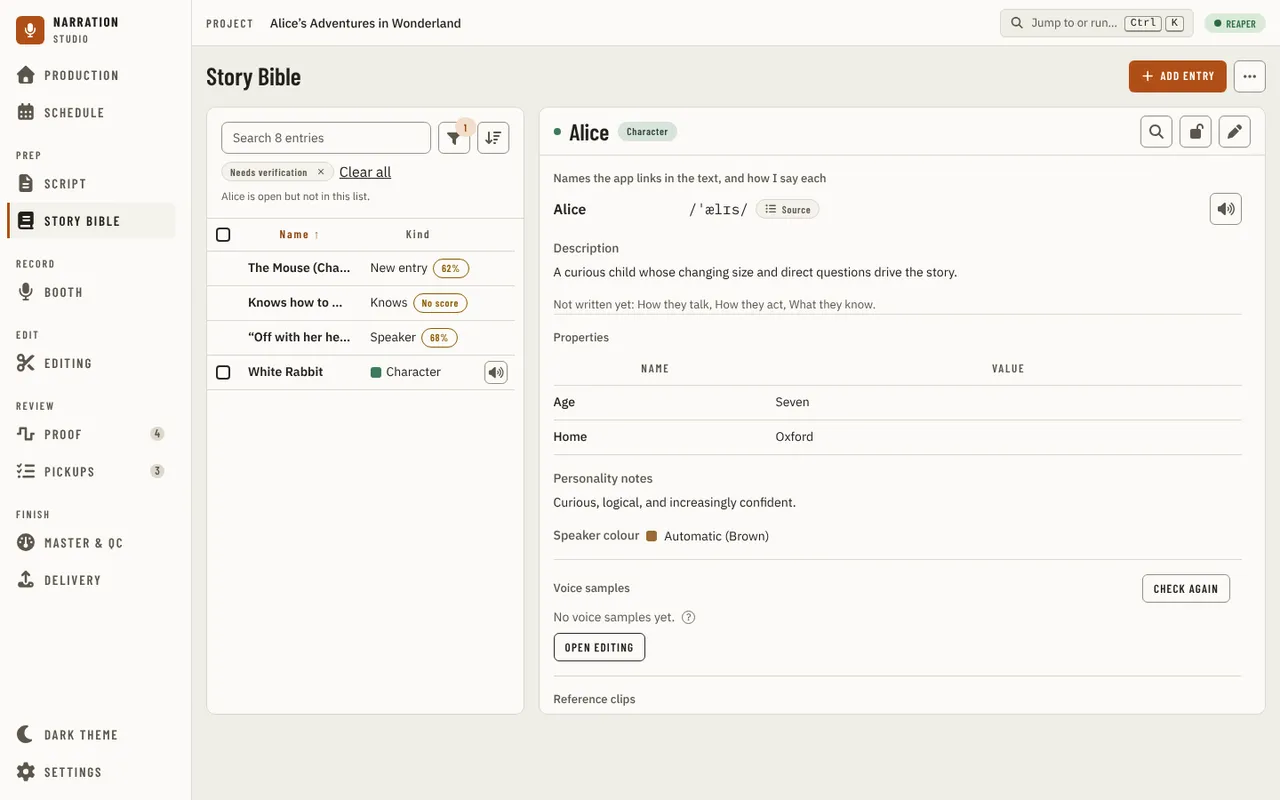 NARRATION
STUDIO
PRODUCTION
SCHEDULE
PREP
SCRIPT
STORY BIBLE
RECORD
BOOTH
EDIT
EDITING
REVIEW
PROOF 4
PICKUPS 3
FINISH
MASTER & QC
DELIVERY
DARK THEME
SETTINGS
PROJECT Alice's Adventures in Wonderland
Jump to or run... Ctrl K
REAPER
Story Bible
+ ADD ENTRY
Search 8 entries
1
Needs verification ×
Clear all
Alice is open but not in this list.
Name ↑ Kind
The Mouse (Cha... New entry 62%
Knows how to ... Knows No score
“Off with her he... Speaker 68%
White Rabbit Character
Alice Character
Names the app links in the text, and how I say each
Alice /ˈælɪs/ Source
Description
A curious child whose changing size and direct questions drive the story.
Not written yet: How they talk, How they act, What they know.
Properties
NAME VALUE
Age Seven
Home Oxford
Personality notes
Curious, logical, and increasingly confident.
Speaker colour Automatic (Brown)
Voice samples CHECK AGAIN
No voice samples yet. ?
OPEN EDITING
Reference clips